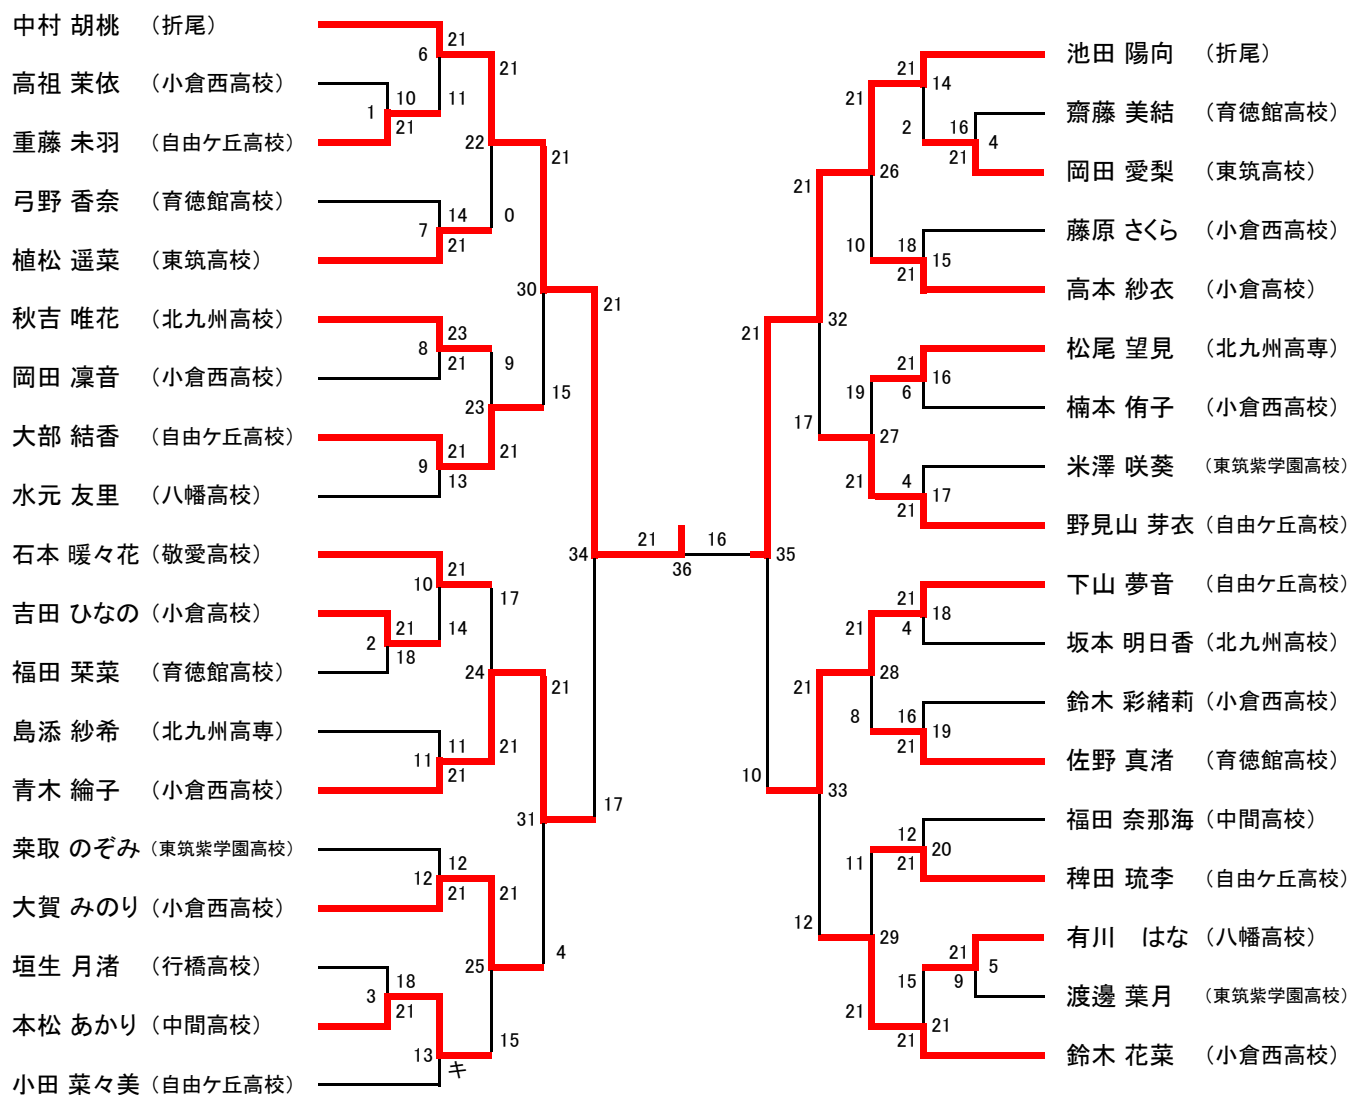 中村 胡桃 （折尾）
高祖 茉依 （小倉西高校）
重藤 未羽 （自由ケ丘高校）
弓野 香奈 （育徳館高校）
植松 遥菜 （東筑高校）
秋吉 唯花 （北九州高校）
岡田 凜音 （小倉西高校）
大部 結香 （自由ケ丘高校）
水元 友里 （八幡高校）
石本 暖々花 （敬愛高校）
吉田 ひなの （小倉高校）
福田 栞菜 （育徳館高校）
島添 紗希 （北九州高専）
青木 綸子 （小倉西高校）
桒取 のぞみ （東筑紫学園高校）
大賀 みのり （小倉西高校）
垣生 月渚 （行橋高校）
本松 あかり （中間高校）
小田 菜々美 （自由ケ丘高校）
21
6
10
11
1
21
21
22
14
0
7
21
21
23
8
21
9
23
21
9
13
21
30
15
21
10
21
14
2
18
17
24
11
11
21
21
12
12
21
21
25
18
3
21
13
キ
15
21
31
4
21
34
17
21
36
16
池田 陽向 （折尾）
齋藤 美結 （育徳館高校）
岡田 愛梨 （東筑高校）
藤原 さくら （小倉西高校）
高本 紗衣 （小倉高校）
松尾 望見 （北九州高専）
楠本 侑子 （小倉西高校）
米澤 咲葵 （東筑紫学園高校）
野見山 芽衣 （自由ケ丘高校）
下山 夢音 （自由ケ丘高校）
坂本 明日香 （北九州高校）
鈴木 彩緒莉 （小倉西高校）
佐野 真渚 （育徳館高校）
福田 奈那海 （中間高校）
稗田 琉李 （自由ケ丘高校）
有川　はな （八幡高校）
渡邊 葉月 （東筑紫学園高校）
鈴木 花菜 （小倉西高校）
21
14
2
16
4
21
21
26
10
18
15
21
21
32
17
21
16
6
19
27
21
4
17
21
21
35
10
21
18
4
21
28
8
16
19
21
21
33
12
12
20
21
11
29
21
21
5
9
15
21
21